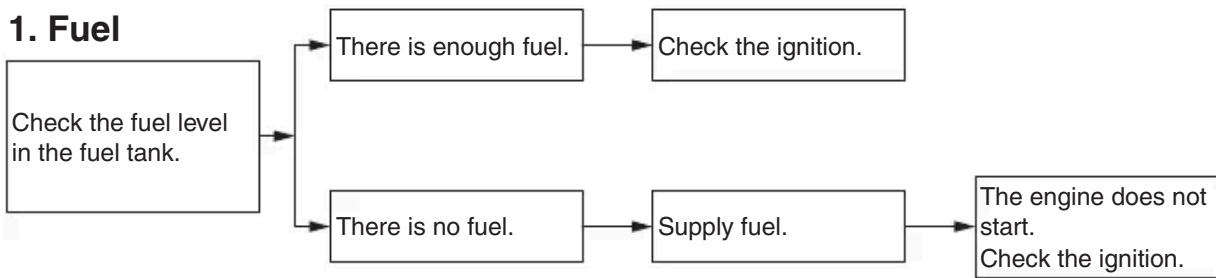 1. Fuel
Check the fuel level
in the fuel tank.
There is enough fuel.
Check the ignition.
There is no fuel.
Supply fuel.
The engine does not
start.
Check the ignition.